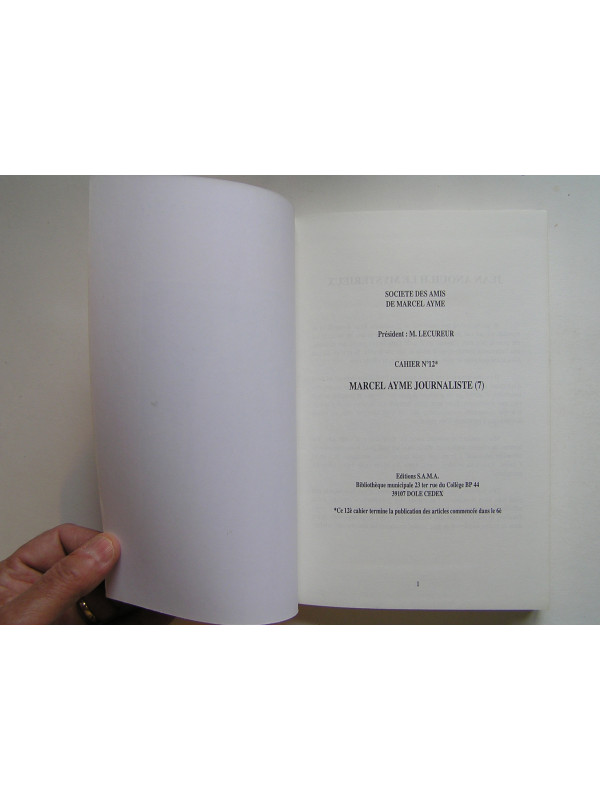 SOCIETE DES AMIS
DE MARCEL AYME
Président : M. LECUREUR
CAHIER N°12*
MARCEL AYME JOURNALISTE (7)
Editions S.A.M.A.
Bibliothèque municipale 23 ter rue du Collège BP 44
39107 DOLE CEDEX
*Ce 12è cahier termine la publication des articles commencée dans le 6è
1